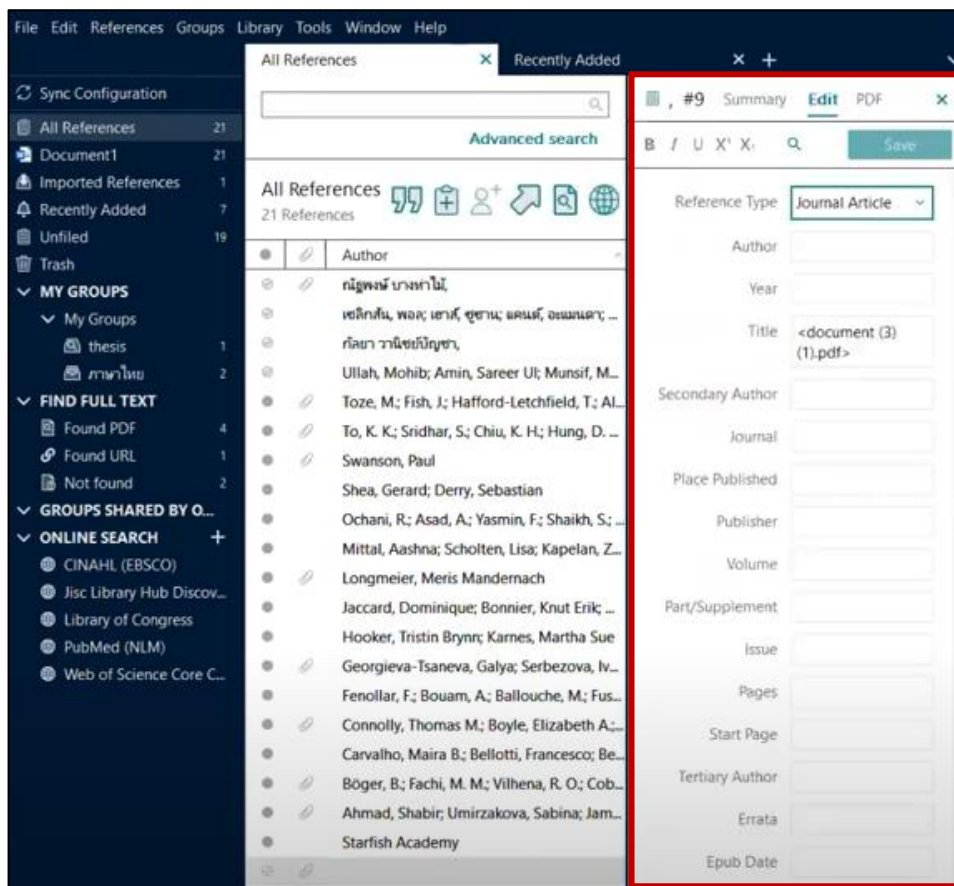 File Edit References Groups Library Tools Window Help
All References
Recently Added
Sync Configuration
All References 21
Document1 21
Imported References 1
Recently Added 7
Unfiled 19
Trash
MY GROUPS
My Groups
thesis 1
ภาษาไทย 2
FIND FULL TEXT
Found PDF 4
Found URL 1
Not found 2
GROUPS SHARED BY O...
ONLINE SEARCH +
CINAHL (EBSCO)
Jisc Library Hub Discov...
Library of Congress
PubMed (NLM)
Web of Science Core C...
Advanced search
All References
21 References
Author
ณัฐพงษ์ บางท่าไม้,
เซลิกสัน, พอล; เฮาส์, ซูซาน; แคนต์, อะแมนดา; ...
กัลยา วานิชย์บัญชา,
Ullah, Mohib; Amin, Sareer Ul; Munsif, M...
Toze, M.; Fish, J.; Hafford-Letchfield, T.; Al...
To, K. K.; Sridhar, S.; Chiu, K. H.; Hung, D. ...
Swanson, Paul
Shea, Gerard; Derry, Sebastian
Ochani, R.; Asad, A.; Yasmin, F.; Shaikh, S.; ...
Mittal, Aashna; Scholten, Lisa; Kapelan, Z...
Longmeier, Meris Mandernach
Jaccard, Dominique; Bonnier, Knut Erik; ...
Hooker, Tristin Brynn; Karnes, Martha Sue
Georgieva-Tsaneva, Galya; Serbezova, Iv...
Fenollar, F.; Bouam, A.; Ballouche, M.; Fus...
Connolly, Thomas M.; Boyle, Elizabeth A.;...
Carvalho, Maira B.; Bellotti, Francesco; Be...
Böger, B.; Fachi, M. M.; Vilhena, R. O.; Cob...
Ahmad, Shabir; Umirzakova, Sabina; Jam...
Starfish Academy
, #9 Summary Edit PDF
B I U X¹ X₁ Save
Reference Type Journal Article
Author
Year
Title <document (3)
(1).pdf>
Secondary Author
Journal
Place Published
Publisher
Volume
Part/Supplement
Issue
Pages
Start Page
Tertiary Author
Errata
Epub Date